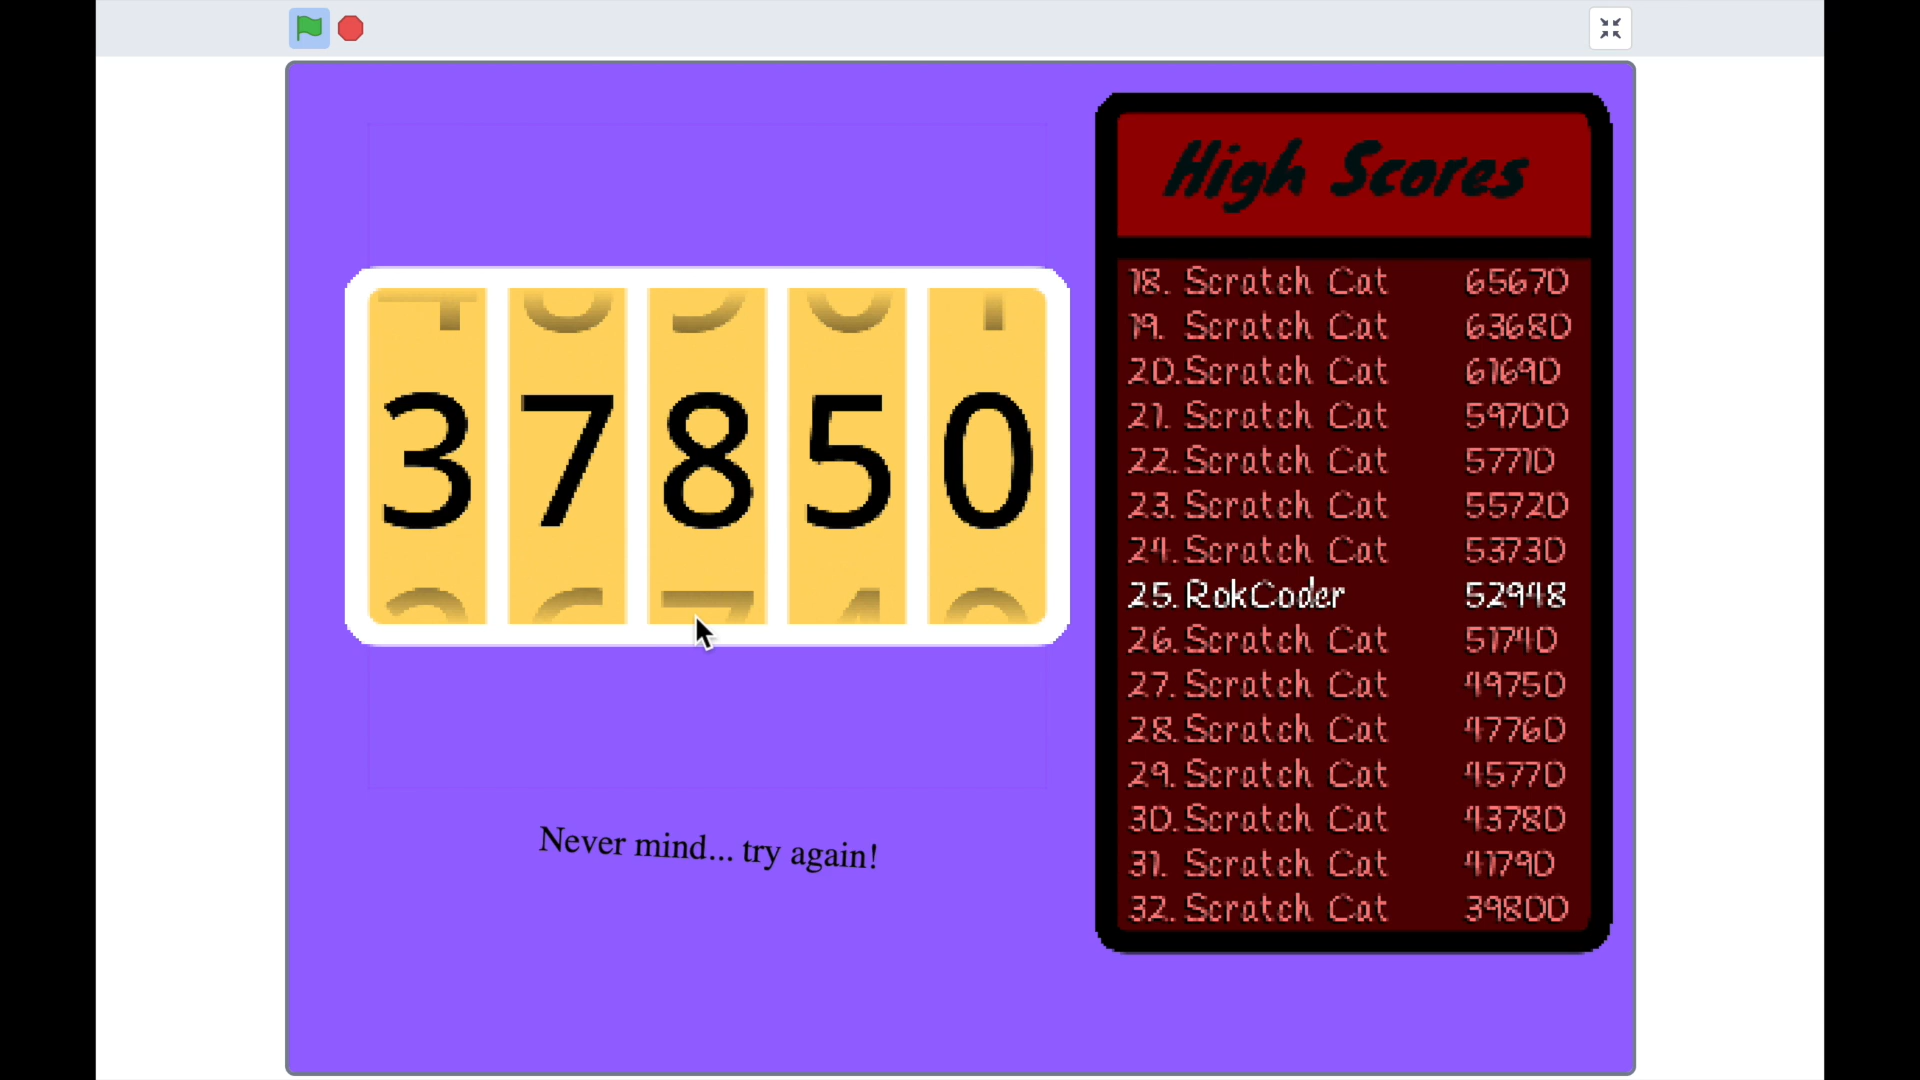 37850
Never mind... try again!
High Scores
18. Scratch Cat 65670
19. Scratch Cat 63680
20. Scratch Cat 61690
21. Scratch Cat 59700
22. Scratch Cat 57710
23. Scratch Cat 55720
24. Scratch Cat 53730
25. RokCoder 52948
26. Scratch Cat 51740
27. Scratch Cat 49750
28. Scratch Cat 47760
29. Scratch Cat 45770
30. Scratch Cat 43780
31. Scratch Cat 41790
32. Scratch Cat 39800